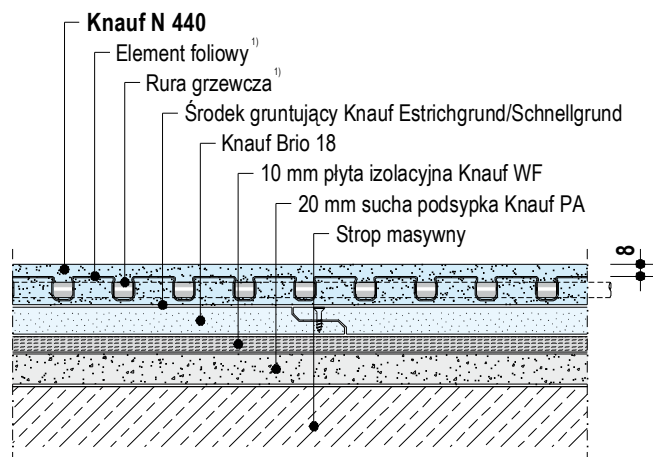 Knauf N 440
Element foliowy 1)
Rura grzewcza 1)
Środek gruntujący Knauf Estrichgrund/Schnellgrund
Knauf Brio 18
10 mm płyta izolacyjna Knauf WF
20 mm sucha podsypka Knauf PA
Strop masywny
8